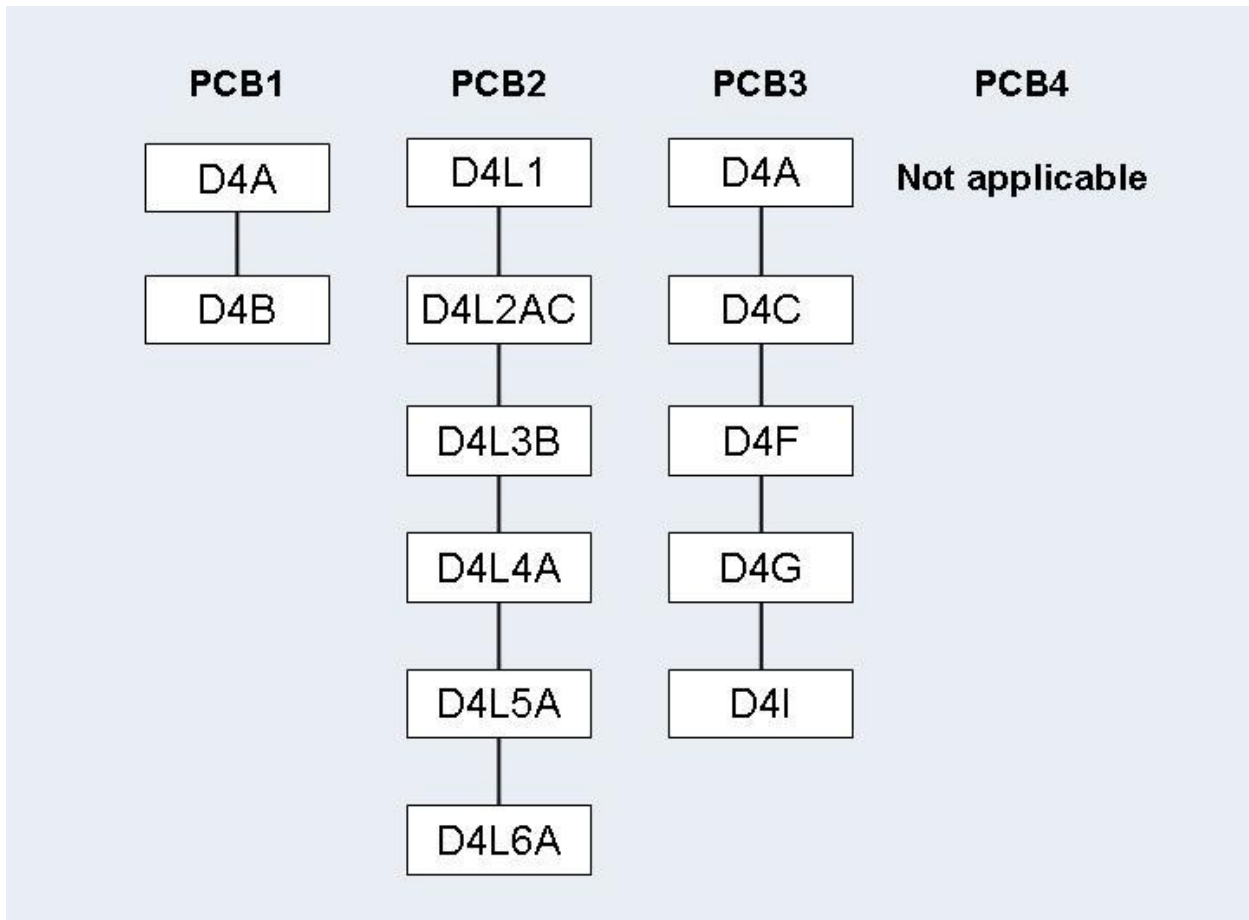 PCB1
PCB2
PCB3
PCB4
D4A
D4L1
D4A
Not applicable
D4B
D4L2AC
D4C
D4L3B
D4F
D4L4A
D4G
D4L5A
D4I
D4L6A